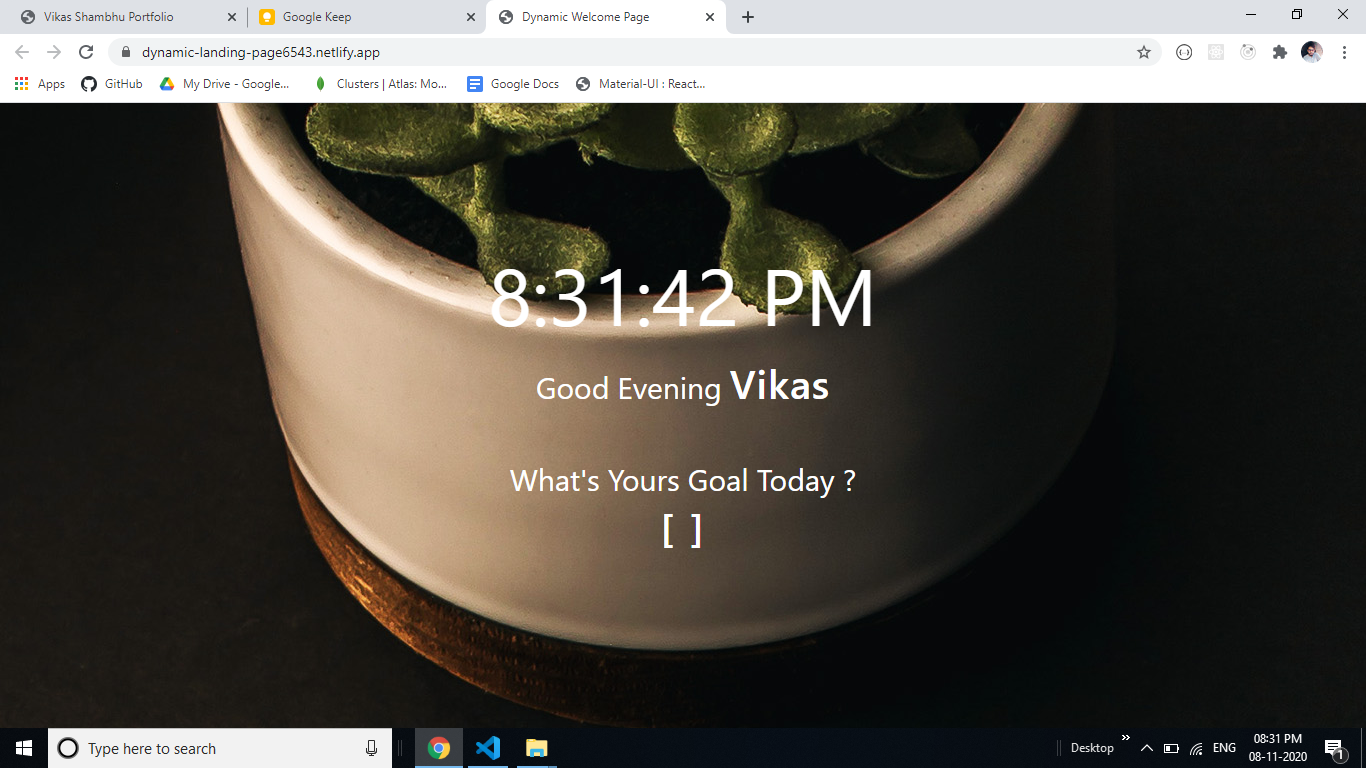 Vikas Shambhu Portfolio
Google Keep
Dynamic Welcome Page
dynamic-landing-page6543.netlify.app
Apps
GitHub
My Drive - Google...
Clusters | Atlas: Mo...
Google Docs
Material-UI : React...
8:31:42 PM
Good Evening Vikas
What's Yours Goal Today ?
[ ]
Type here to search
Desktop
ENG
08:31 PM
08-11-2020
1